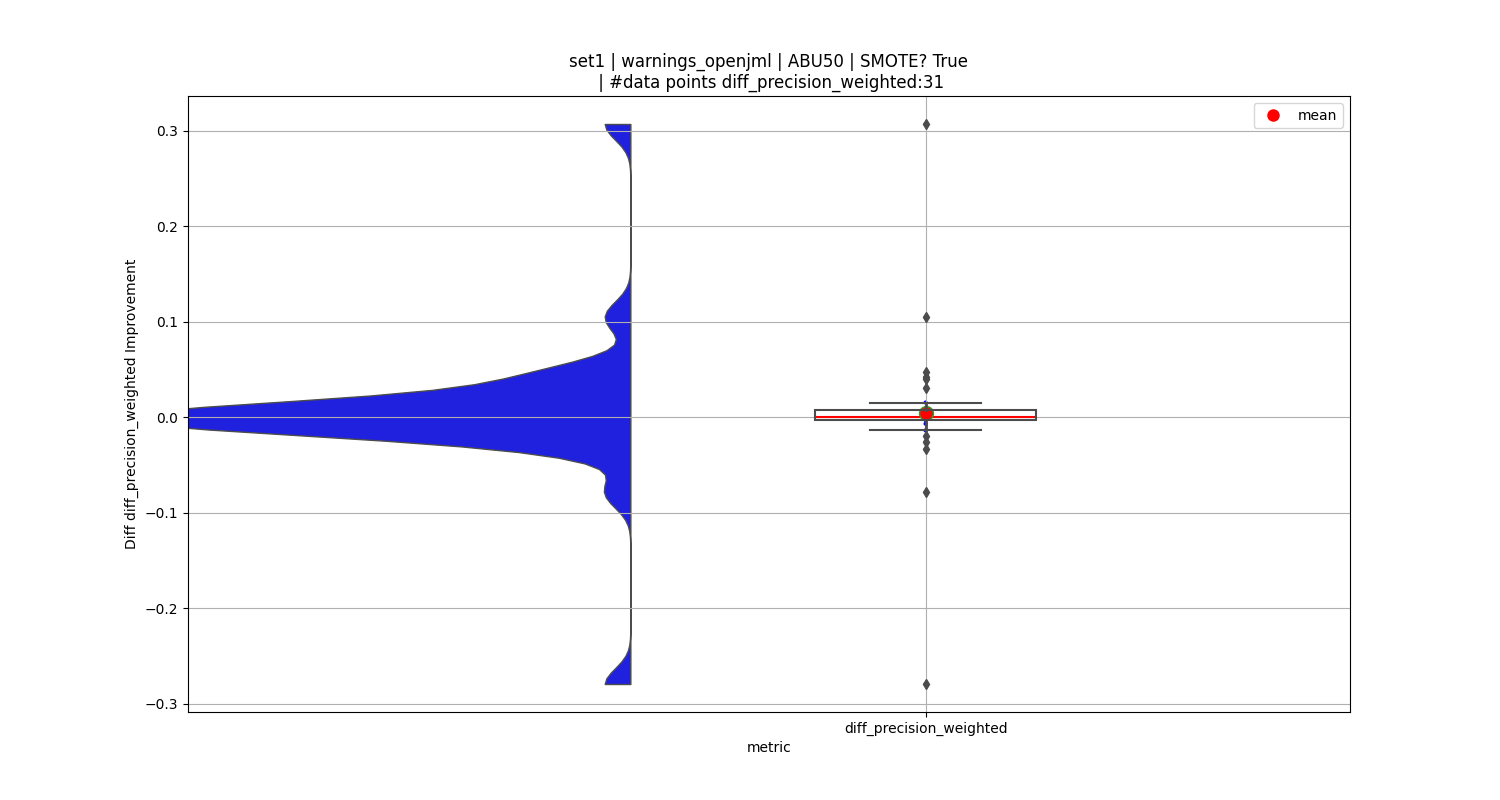 set1 | warnings_openjml | ABU50 | SMOTE? True
| #data points diff_precision_weighted:31
mean
0.3
0.2
0.1
0.0
−0.1
−0.2
−0.3
Diff diff_precision_weighted Improvement
diff_precision_weighted
metric